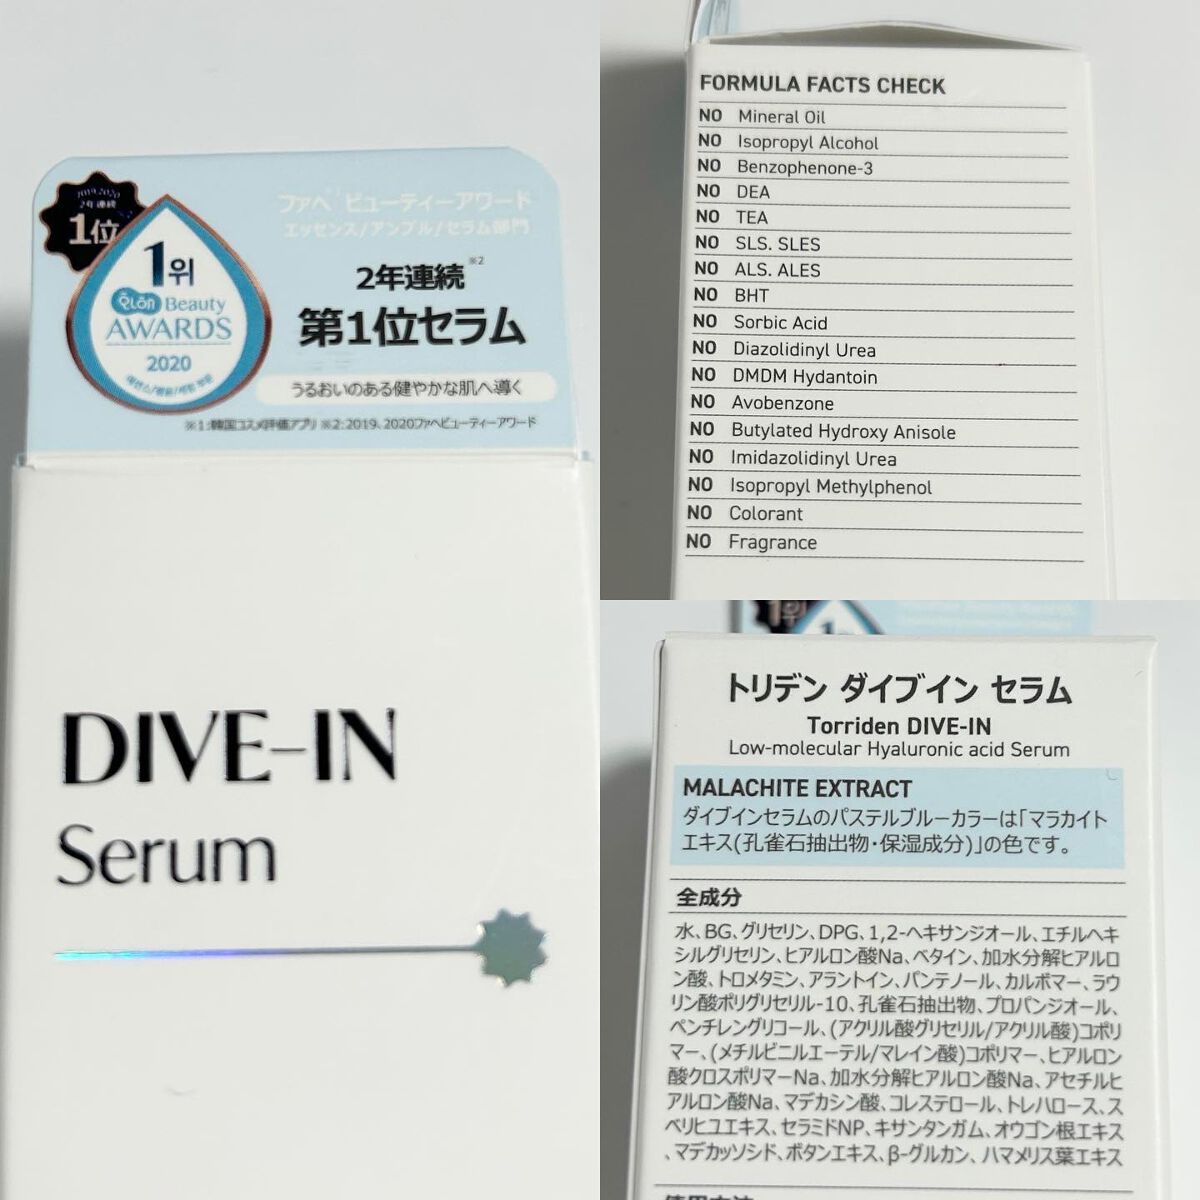 2019,2020
2年連続
1位
1위
Qlön Beauty
AWARDS
2020
에센스/앰플/세럼 부문
ファヘ※1ビューティーアワード
エッセンス/アンプル/セラム部門
2年連続※2
第1位セラム
うるおいのある健やかな肌へ導く
※1:韓国コスメ評価アプリ ※2:2019、2020ファヘビューティーアワード
DIVE-IN
Serum
FORMULA FACTS CHECK
NO Mineral Oil
NO Isopropyl Alcohol
NO Benzophenone-3
NO DEA
NO TEA
NO SLS. SLES
NO ALS. ALES
NO BHT
NO Sorbic Acid
NO Diazolidinyl Urea
NO DMDM Hydantoin
NO Avobenzone
NO Butylated Hydroxy Anisole
NO Imidazolidinyl Urea
NO Isopropyl Methylphenol
NO Colorant
NO Fragrance
1위
トリデン ダイブイン セラム
Torriden DIVE-IN
Low-molecular Hyaluronic acid Serum
MALACHITE EXTRACT
ダイブインセラムのパステルブルーカラーは「マラカイト
エキス(孔雀石抽出物・保湿成分)」の色です。
全成分
水、BG、グリセリン、DPG、1,2-ヘキサンジオール、エチルヘキ
シルグリセリン、ヒアルロン酸Na、ベタイン、加水分解ヒアルロ
ン酸、トロメタミン、アラントイン、パンテノール、カルボマー、ラウ
リン酸ポリグリセリル-10、孔雀石抽出物、プロパンジオール、
ペンチレングリコール、(アクリル酸グリセリル/アクリル酸)コポリ
マー、(メチルビニルエーテル/マレイン酸)コポリマー、ヒアルロン
酸クロスポリマーNa、加水分解ヒアルロン酸Na、アセチルヒ
アルロン酸Na、マデカシン酸、コレステロール、トレハロース、ス
ベリヒユエキス、セラミドNP、キサンタンガム、オウゴン根エキス
、マデカッソシド、ボタンエキス、β-グルカン、ハマメリス葉エキス